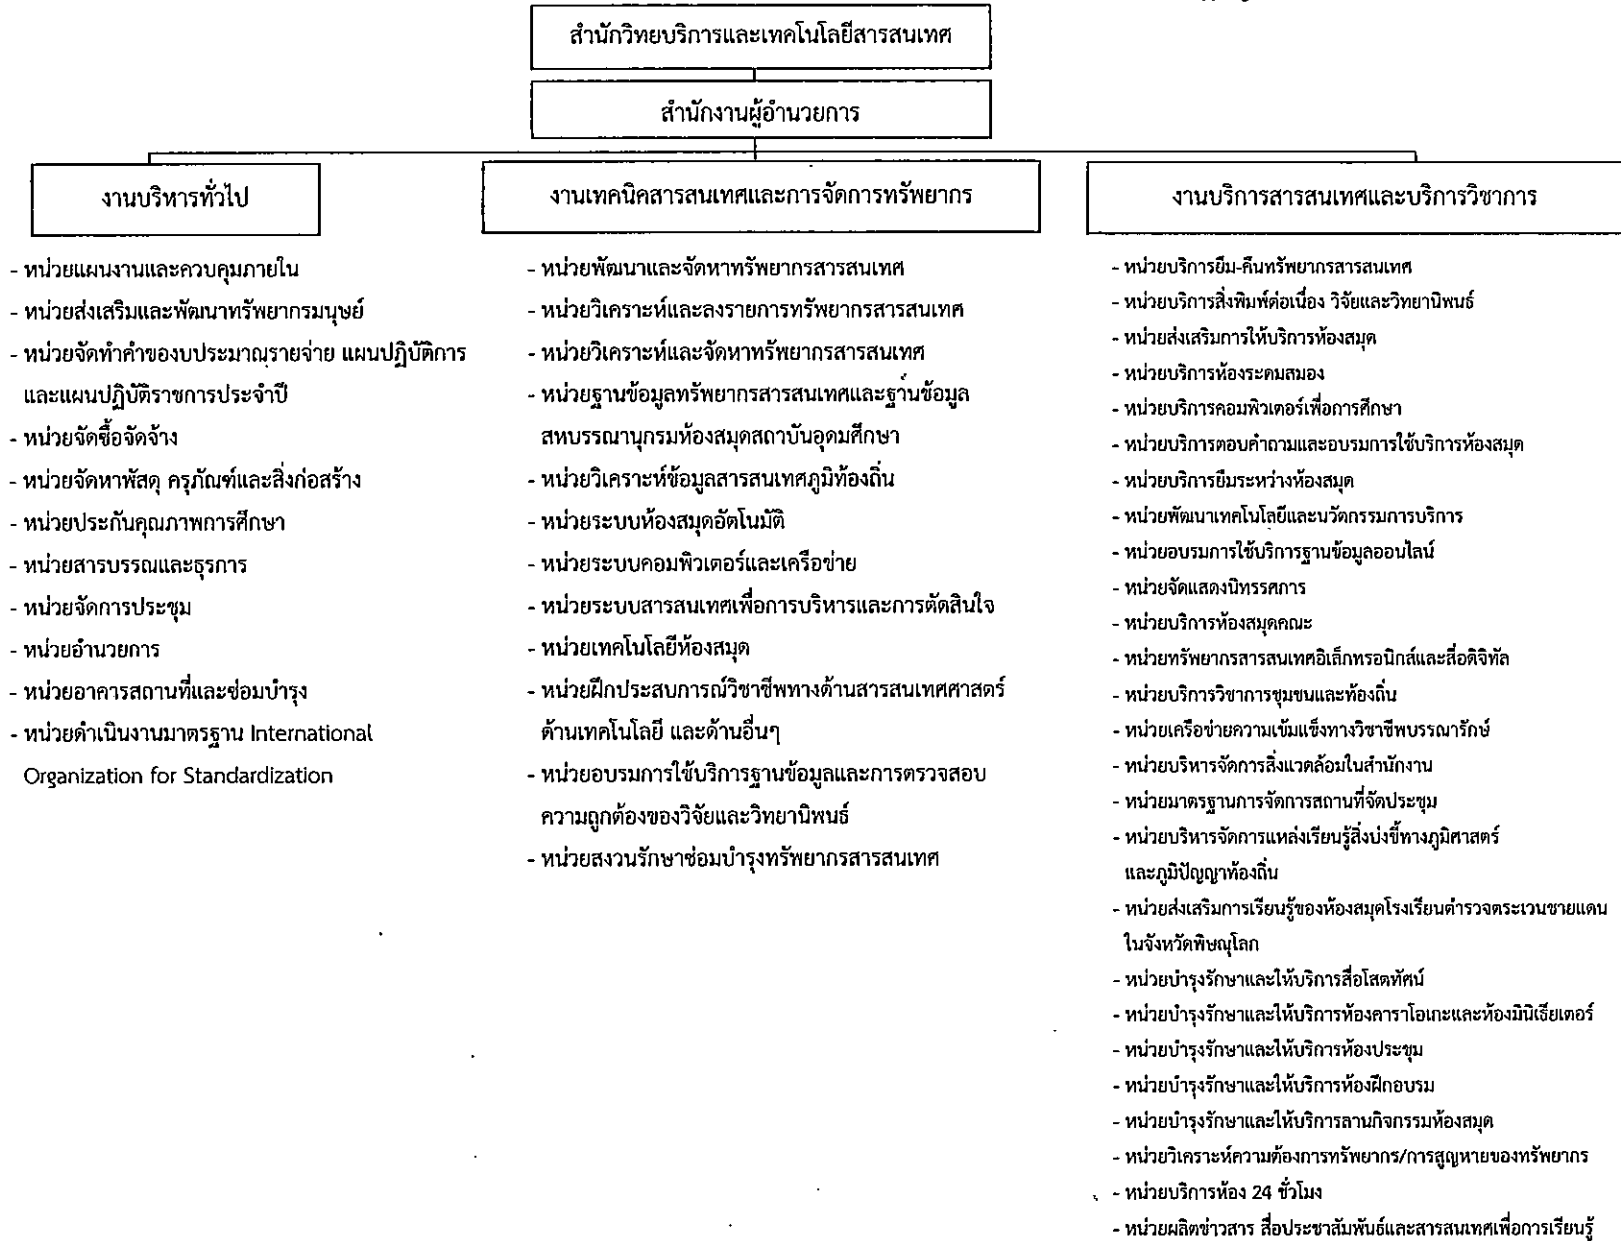 สำนักวิทยบริการและเทคโนโลยีสารสนเทศ
สำนักงานผู้อำนวยการ
งานบริหารทั่วไป
- หน่วยแผนงานและควบคุมภายใน
- หน่วยส่งเสริมและพัฒนาทรัพยากรมนุษย์
- หน่วยจัดทำคำของบประมาณรายจ่าย แผนปฏิบัติการ
และแผนปฏิบัติราชการประจำปี
- หน่วยจัดซื้อจัดจ้าง
- หน่วยจัดหาพัสดุ ครุภัณฑ์และสิ่งก่อสร้าง
- หน่วยประกันคุณภาพการศึกษา
- หน่วยสารบรรณและธุรการ
- หน่วยจัดการประชุม
- หน่วยอำนวยการ
- หน่วยอาคารสถานที่และซ่อมบำรุง
- หน่วยดำเนินงานมาตรฐาน International
Organization for Standardization
งานเทคนิคสารสนเทศและการจัดการทรัพยากร
- หน่วยพัฒนาและจัดหาทรัพยากรสารสนเทศ
- หน่วยวิเคราะห์และลงรายการทรัพยากรสารสนเทศ
- หน่วยวิเคราะห์และจัดหาทรัพยากรสารสนเทศ
- หน่วยฐานข้อมูลทรัพยากรสารสนเทศและฐานข้อมูล
สหบรรณานุกรมห้องสมุดสถาบันอุดมศึกษา
- หน่วยวิเคราะห์ข้อมูลสารสนเทศภูมิท้องถิ่น
- หน่วยระบบห้องสมุดอัตโนมัติ
- หน่วยระบบคอมพิวเตอร์และเครือข่าย
- หน่วยระบบสารสนเทศเพื่อการบริหารและการตัดสินใจ
- หน่วยเทคโนโลยีห้องสมุด
- หน่วยฝึกประสบการณ์วิชาชีพทางด้านสารสนเทศศาสตร์
ด้านเทคโนโลยี และด้านอื่นๆ
- หน่วยอบรมการใช้บริการฐานข้อมูลและการตรวจสอบ
ความถูกต้องของวิจัยและวิทยานิพนธ์
- หน่วยสงวนรักษาซ่อมบำรุงทรัพยากรสารสนเทศ
งานบริการสารสนเทศและบริการวิชาการ
- หน่วยบริการยืม-คืนทรัพยากรสารสนเทศ
- หน่วยบริการสิ่งพิมพ์ต่อเนื่อง วิจัยและวิทยานิพนธ์
- หน่วยส่งเสริมการให้บริการห้องสมุด
- หน่วยบริการห้องระดมสมอง
- หน่วยบริการคอมพิวเตอร์เพื่อการศึกษา
- หน่วยบริการตอบคำถามและอบรมการใช้บริการห้องสมุด
- หน่วยบริการยืมระหว่างห้องสมุด
- หน่วยพัฒนาเทคโนโลยีและนวัตกรรมการบริการ
- หน่วยอบรมการใช้บริการฐานข้อมูลออนไลน์
- หน่วยจัดแสดงนิทรรศการ
- หน่วยบริการห้องสมุดคณะ
- หน่วยทรัพยากรสารสนเทศอิเล็กทรอนิกส์และสื่อดิจิทัล
- หน่วยบริการวิชาการชุมชนและท้องถิ่น
- หน่วยเครือข่ายความเข้มแข็งทางวิชาชีพบรรณารักษ์
- หน่วยบริหารจัดการสิ่งแวดล้อมในสำนักงาน
- หน่วยมาตรฐานการจัดการสถานที่จัดประชุม
- หน่วยบริหารจัดการแหล่งเรียนรู้สิ่งบ่งชี้ทางภูมิศาสตร์
และภูมิปัญญาท้องถิ่น
- หน่วยส่งเสริมการเรียนรู้ของห้องสมุดโรงเรียนตำรวจตระเวนชายแดน
ในจังหวัดพิษณุโลก
- หน่วยบำรุงรักษาและให้บริการสื่อโสตทัศน์
- หน่วยบำรุงรักษาและให้บริการห้องคาราโอเกะและห้องมินิเธียเตอร์
- หน่วยบำรุงรักษาและให้บริการห้องประชุม
- หน่วยบำรุงรักษาและให้บริการห้องฝึกอบรม
- หน่วยบำรุงรักษาและให้บริการลานกิจกรรมห้องสมุด
- หน่วยวิเคราะห์ความต้องการทรัพยากร/การสูญหายของทรัพยากร
- หน่วยบริการห้อง 24 ชั่วโมง
- หน่วยผลิตข่าวสาร สื่อประชาสัมพันธ์และสารสนเทศเพื่อการเรียนรู้